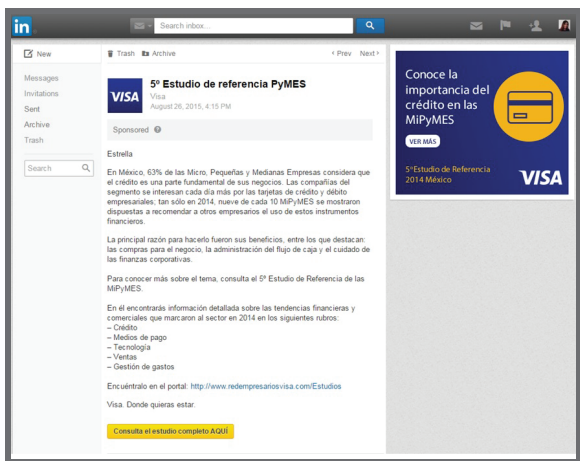 in
Search inbox...
New
Messages
Invitations
Sent
Archive
Trash
Search
Trash Archive
Prev Next
VISA
5º Estudio de referencia PyMES
Visa
August 26, 2015, 4:15 PM
Sponsored
Estrella
En México, 63% de las Micro, Pequeñas y Medianas Empresas considera que
el crédito es una parte fundamental de sus negocios. Las compañías del
segmento se interesan cada día más por las tarjetas de crédito y débito
empresariales; tan sólo en 2014, nueve de cada 10 MiPyMES se mostraron
dispuestas a recomendar a otros empresarios el uso de estos instrumentos
financieros.
La principal razón para hacerlo fueron sus beneficios, entre los que destacan:
las compras para el negocio, la administración del flujo de caja y el cuidado de
las finanzas corporativas.
Para conocer más sobre el tema, consulta el 5º Estudio de Referencia de las
MiPyMES.
En él encontrarás información detallada sobre las tendencias financieras y
comerciales que marcaron al sector en 2014 en los siguientes rubros:
– Crédito
– Medios de pago
– Tecnología
– Ventas
– Gestión de gastos
Encuéntralo en el portal: http://www.redempresariosvisa.com/Estudios
Visa. Donde quieras estar.
Consulta el estudio completo AQUÍ
Conoce la
importancia del
crédito en las
MiPyMES
VER MÁS
5ºEstudio de Referencia
2014 México
VISA